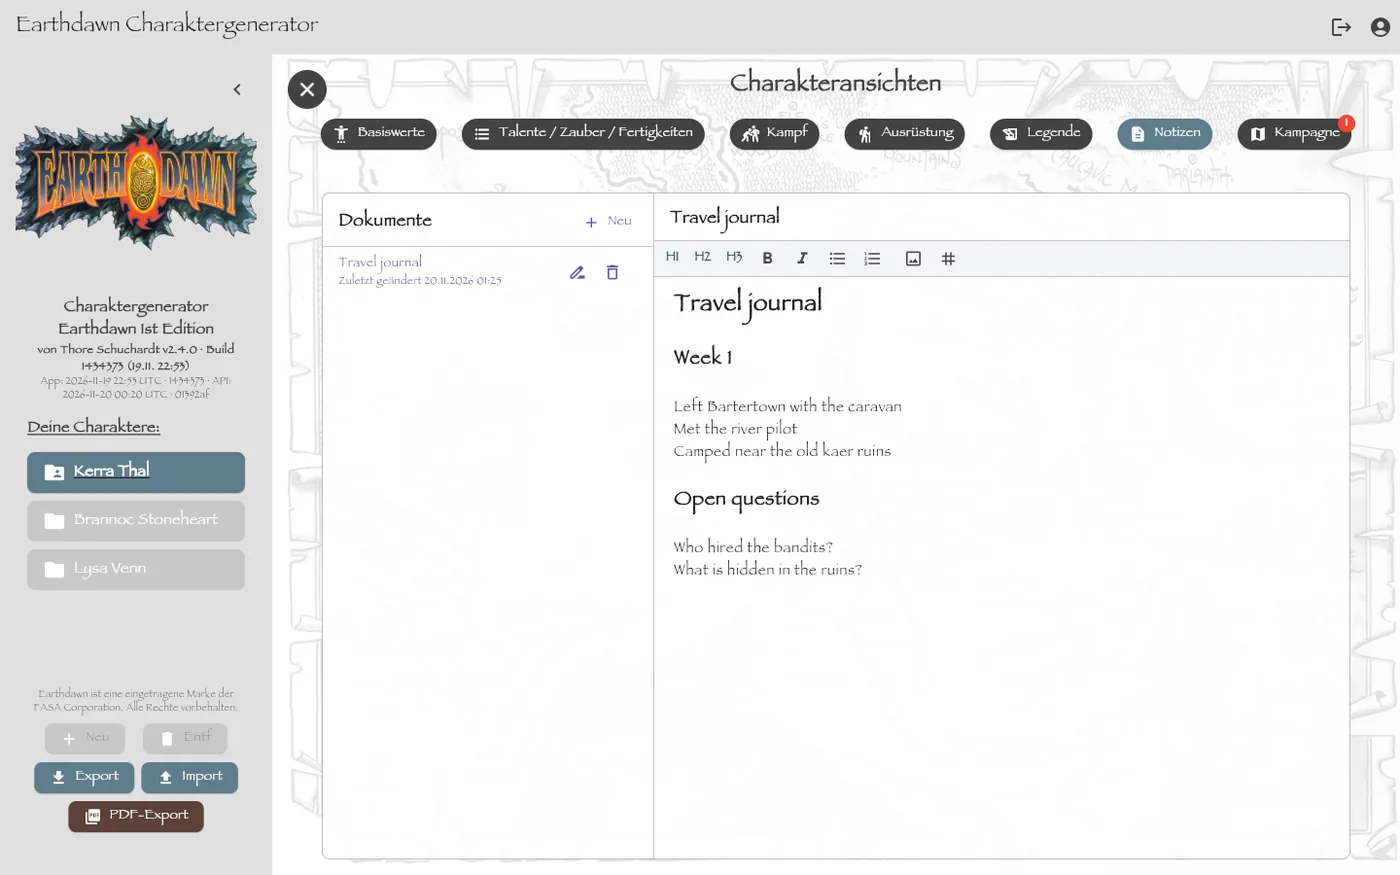 Earthdawn Charaktergenerator
EARTHDAWN
Charaktergenerator
Earthdawn 1st Edition
von Thore Schuchardt v2.4.0 · Build
1434373 (19.11. 22:53)
App: 2026-11-19 22:53 UTC · 1434373 · API:
2026-11-20 00:20 UTC · 01392af
Deine Charaktere:
Kerra Thal
Brannoc Stoneheart
Lysa Venn
Earthdawn ist eine eingetragene Marke der
FASA Corporation. Alle Rechte vorbehalten.
Neu
Entf
Export
Import
PDF-Export
Charakteransichten
Basiswerte
Talente / Zauber / Fertigkeiten
Kampf
Ausrüstung
Legende
Notizen
Kampagne
!
MOUNTAINS
CAUCAVIC M
PARLAINTH
Dokumente
Neu
Travel journal
Zuletzt geändert 20.11.2026 01:25
Travel journal
H1 H2 H3 B I
Travel journal
Week 1
Left Bartertown with the caravan
Met the river pilot
Camped near the old kaer ruins
Open questions
Who hired the bandits?
What is hidden in the ruins?